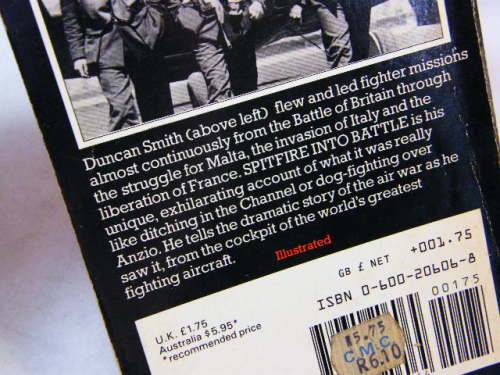 Duncan Smith (above left) flew and led fighter missions
almost continuously from the Battle of Britain through
the struggle for Malta, the invasion of Italy and the
liberation of France. SPITFIRE INTO BATTLE is his
unique, exhilarating account of what it was really
like ditching in the Channel or dog-fighting over
Anzio. He tells the dramatic story of the air war as he
saw it, from the cockpit of the world's greatest
fighting aircraft.
Illustrated
GB £ NET +001.75
ISBN 0-600-20606-8
00175
U.K. £1.75
Australia $5.95*
*recommended price
5.75
C.M.C.
R6.10